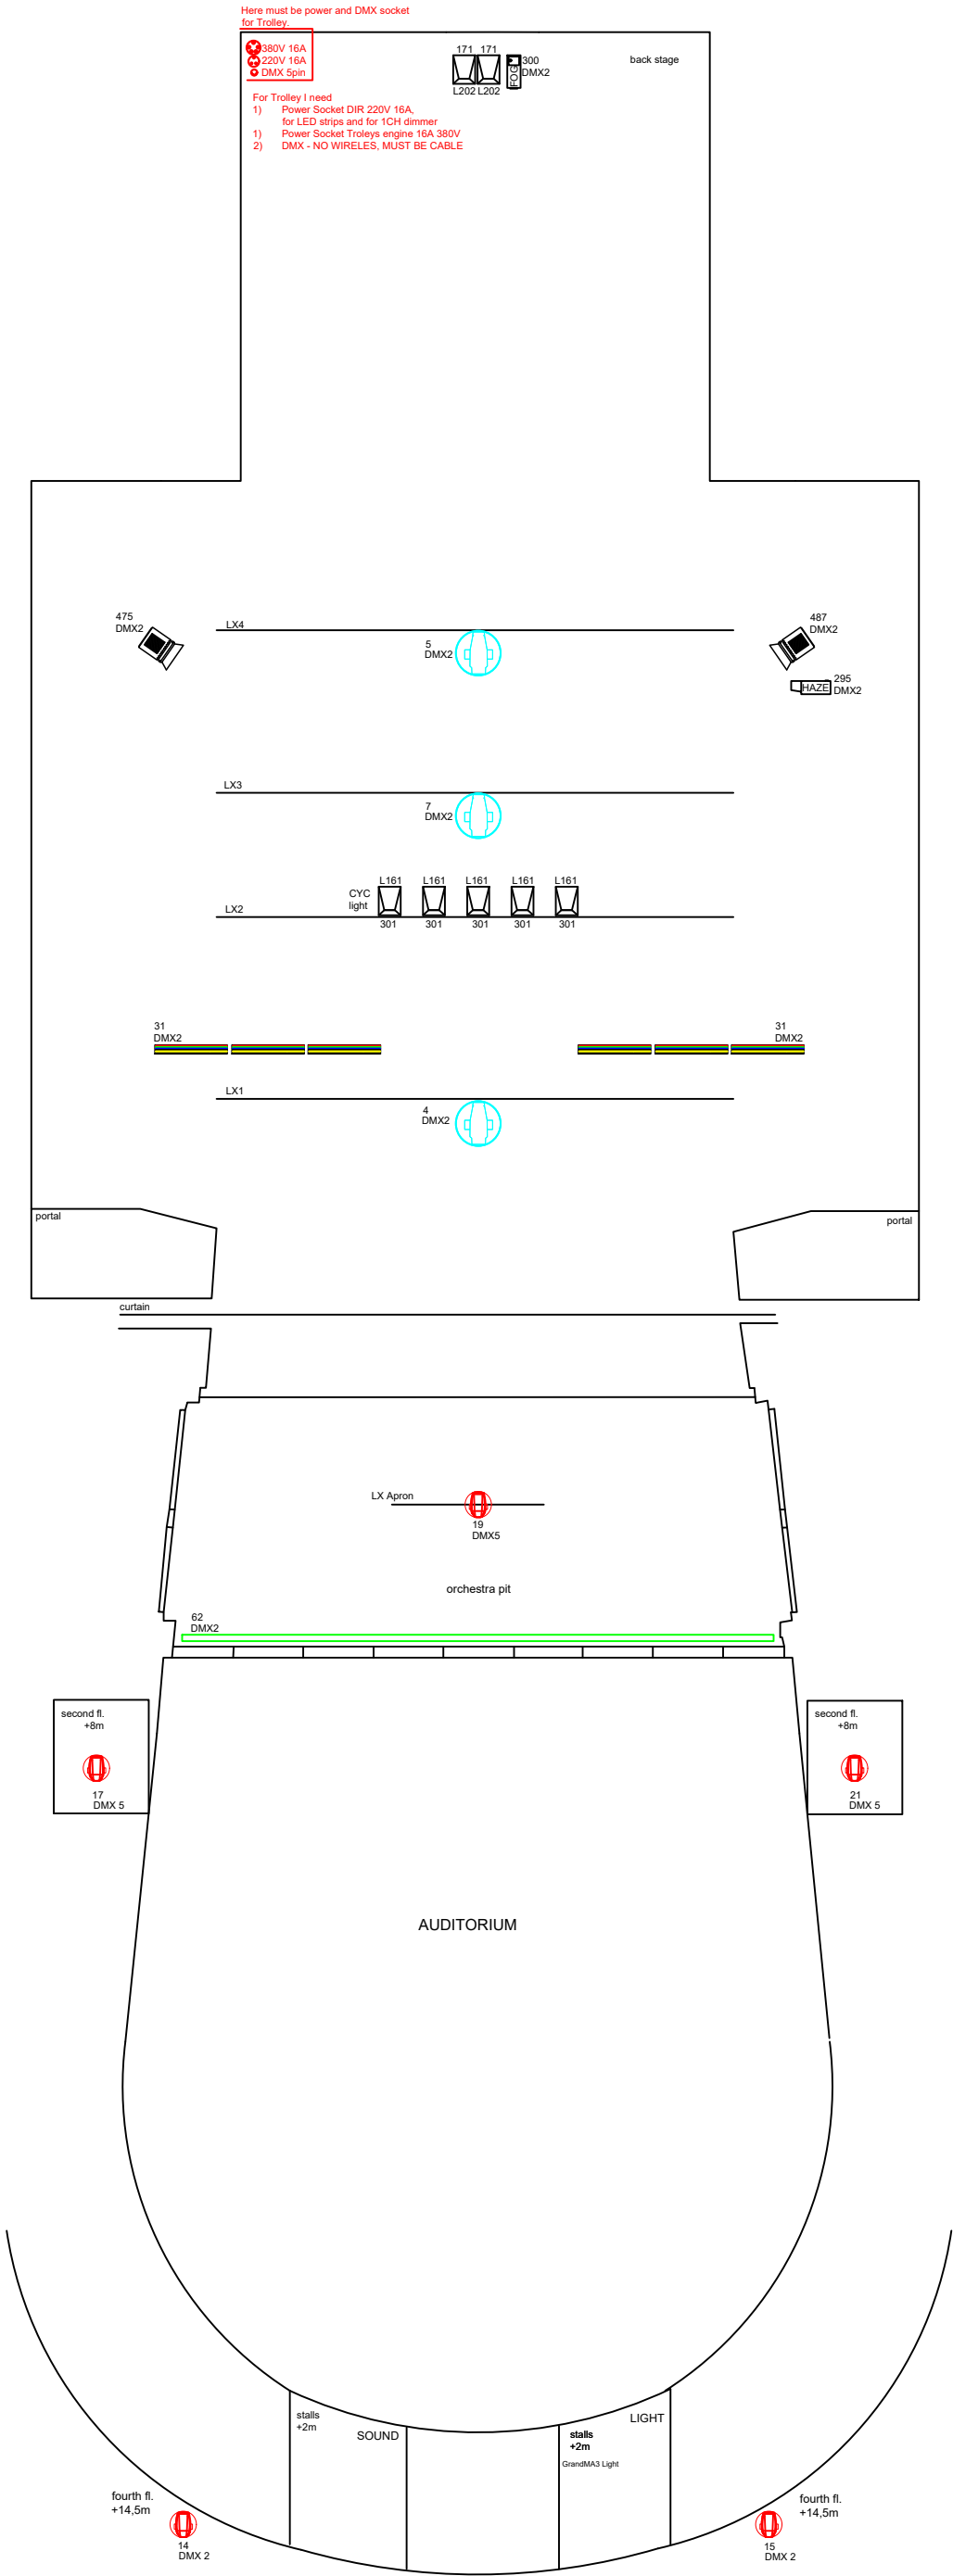 Here must be power and DMX socket
for Trolley.
380V 16A
220V 16A
DMX 5pin
For Trolley I need
1) Power Socket DIR 220V 16A,
for LED strips and for 1CH dimmer
1) Power Socket Troleys engine 16A 380V
2) DMX - NO WIRELES, MUST BE CABLE
171 171
L202 L202
FOG
300
DMX2
back stage
475
DMX2
LX4
5
DMX2
487
DMX2
HAZE
295
DMX2
LX3
7
DMX2
CYC
light
L161 L161 L161 L161 L161
LX2
301 301 301 301 301
31
DMX2
31
DMX2
LX1
4
DMX2
portal
portal
curtain
LX Apron
19
DMX5
orchestra pit
62
DMX2
second fl.
+8m
17
DMX 5
second fl.
+8m
21
DMX 5
AUDITORIUM
stalls
+2m
SOUND
LIGHT
stalls
+2m
GrandMA3 Light
fourth fl.
+14,5m
14
DMX 2
fourth fl.
+14,5m
15
DMX 2